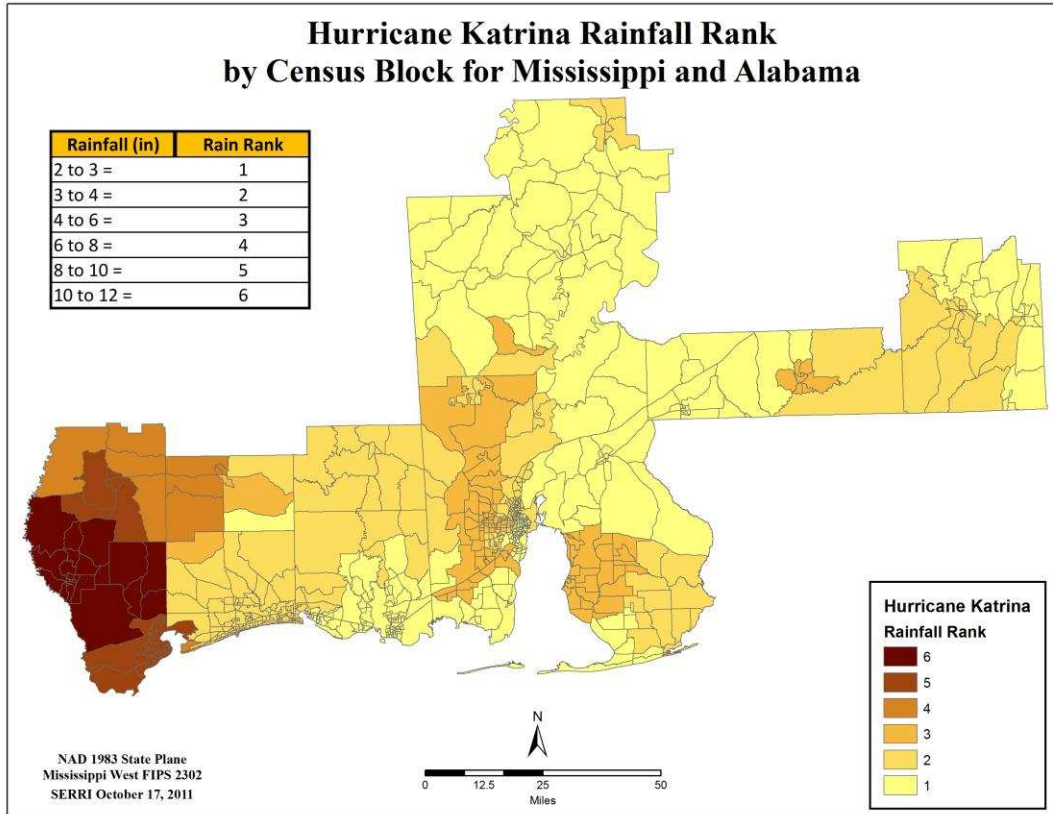 Hurricane Katrina Rainfall Rank
by Census Block for Mississippi and Alabama
Rainfall (in) Rain Rank
2 to 3 = 1
3 to 4 = 2
4 to 6 = 3
6 to 8 = 4
8 to 10 = 5
10 to 12 = 6
Hurricane Katrina
Rainfall Rank
6
5
4
3
2
1
N
0 12.5 25 50
Miles
NAD 1983 State Plane
Mississippi West FIPS 2302
SERRI October 17, 2011